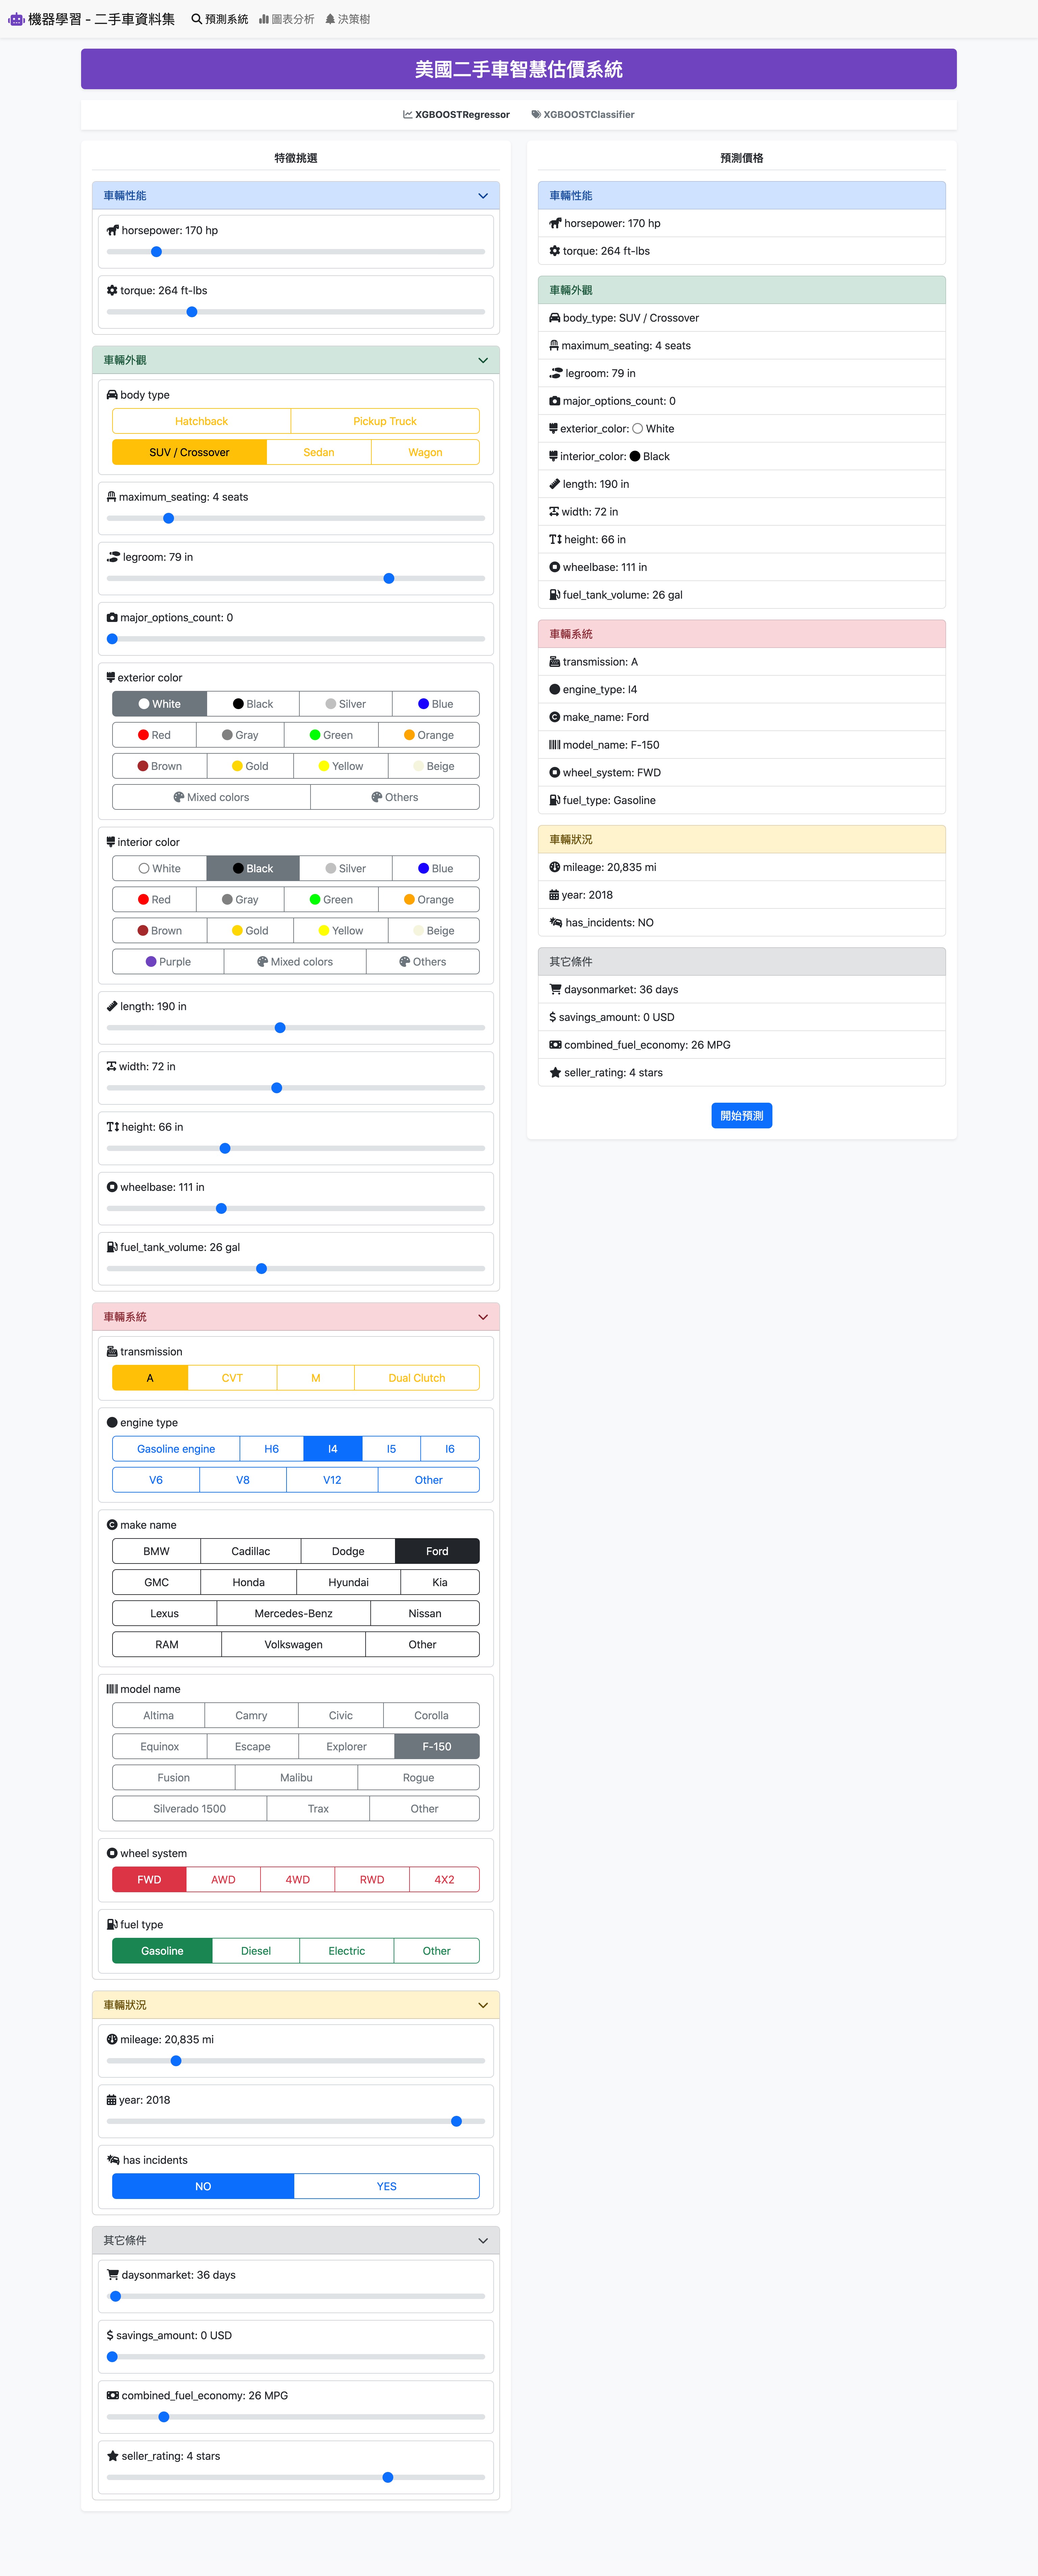 機器學習 - 二手車資料集 預測系統 圖表分析 決策樹
美國二手車智慧估價系統
XGBOOSTRegressor XGBOOSTClassifier
特徵挑選
車輛性能
horsepower: 170 hp
torque: 264 ft-lbs
車輛外觀
body type
Hatchback Pickup Truck
SUV / Crossover Sedan Wagon
maximum_seating: 4 seats
legroom: 79 in
major_options_count: 0
exterior color
White Black Silver Blue
Red Gray Green Orange
Brown Gold Yellow Beige
Mixed colors Others
interior color
White Black Silver Blue
Red Gray Green Orange
Brown Gold Yellow Beige
Purple Mixed colors Others
length: 190 in
width: 72 in
height: 66 in
wheelbase: 111 in
fuel_tank_volume: 26 gal
車輛系統
transmission
A CVT M Dual Clutch
engine type
Gasoline engine H6 I4 I5 I6
V6 V8 V12 Other
make name
BMW Cadillac Dodge Ford
GMC Honda Hyundai Kia
Lexus Mercedes-Benz Nissan
RAM Volkswagen Other
model name
Altima Camry Civic Corolla
Equinox Escape Explorer F-150
Fusion Malibu Rogue
Silverado 1500 Trax Other
wheel system
FWD AWD 4WD RWD 4X2
fuel type
Gasoline Diesel Electric Other
車輛狀況
mileage: 20,835 mi
year: 2018
has incidents
NO YES
其它條件
daysonmarket: 36 days
savings_amount: 0 USD
combined_fuel_economy: 26 MPG
seller_rating: 4 stars
預測價格
車輛性能
horsepower: 170 hp
torque: 264 ft-lbs
車輛外觀
body_type: SUV / Crossover
maximum_seating: 4 seats
legroom: 79 in
major_options_count: 0
exterior_color: White
interior_color: Black
length: 190 in
width: 72 in
height: 66 in
wheelbase: 111 in
fuel_tank_volume: 26 gal
車輛系統
transmission: A
engine_type: I4
make_name: Ford
model_name: F-150
wheel_system: FWD
fuel_type: Gasoline
車輛狀況
mileage: 20,835 mi
year: 2018
has_incidents: NO
其它條件
daysonmarket: 36 days
savings_amount: 0 USD
combined_fuel_economy: 26 MPG
seller_rating: 4 stars
開始預測